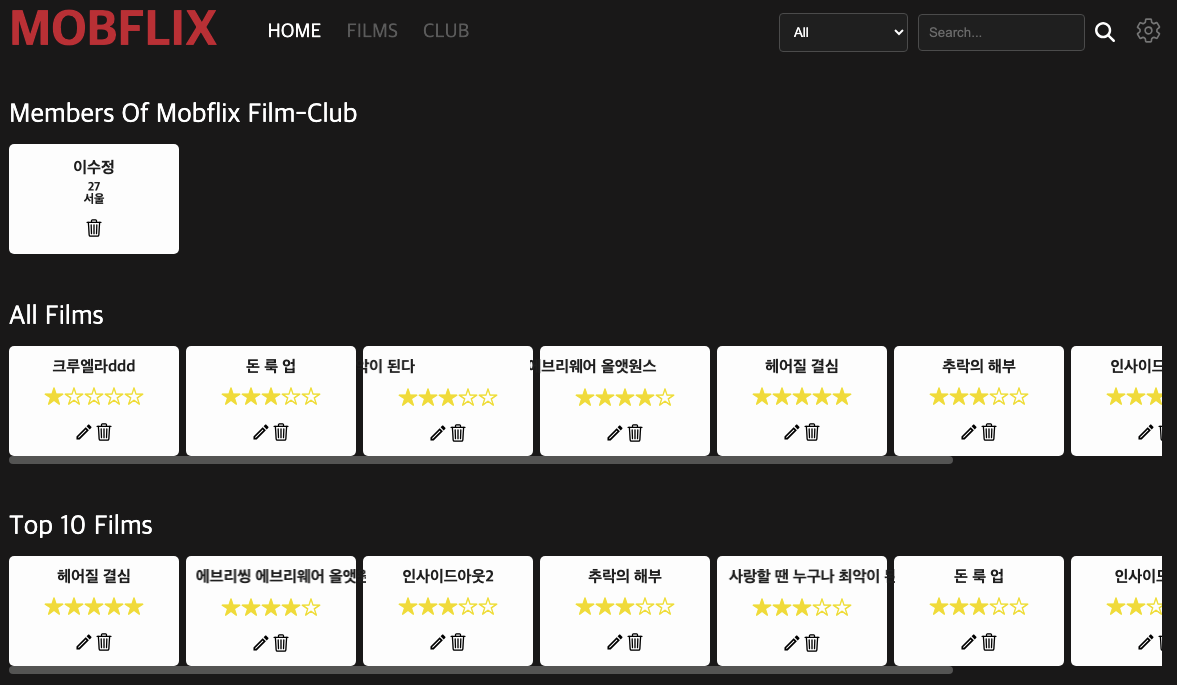 MOBFLIX
HOME FILMS CLUB
All
Search...
Members Of Mobflix Film-Club
이수정
27
서울
All Films
크루엘라ddd
돈 룩 업
된다
에브리웨어 올앳원스
헤어질 결심
추락의 해부
인사이드
Top 10 Films
헤어질 결심
에브리씽 에브리웨어 올앳
인사이드아웃2
추락의 해부
사랑할 땐 누구나 최악이
돈 룩 업
인사이드